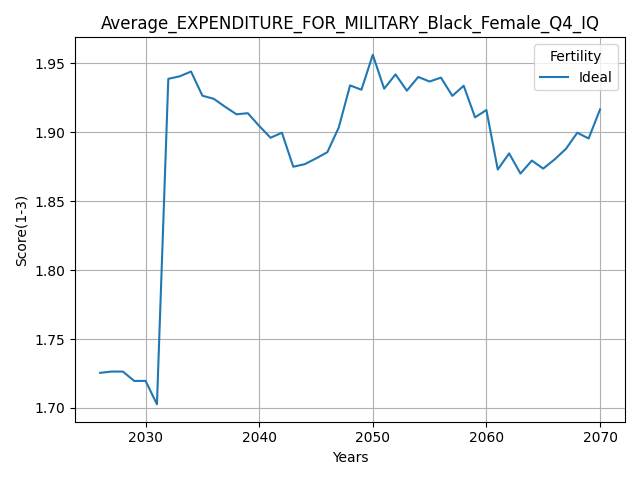 Average_EXPENDITURE_FOR_MILITARY_Black_Female_Q4_IQ
Fertility
Ideal
1.95
1.90
1.85
1.80
1.75
1.70
Score(1-3)
2030 2040 2050 2060 2070
Years